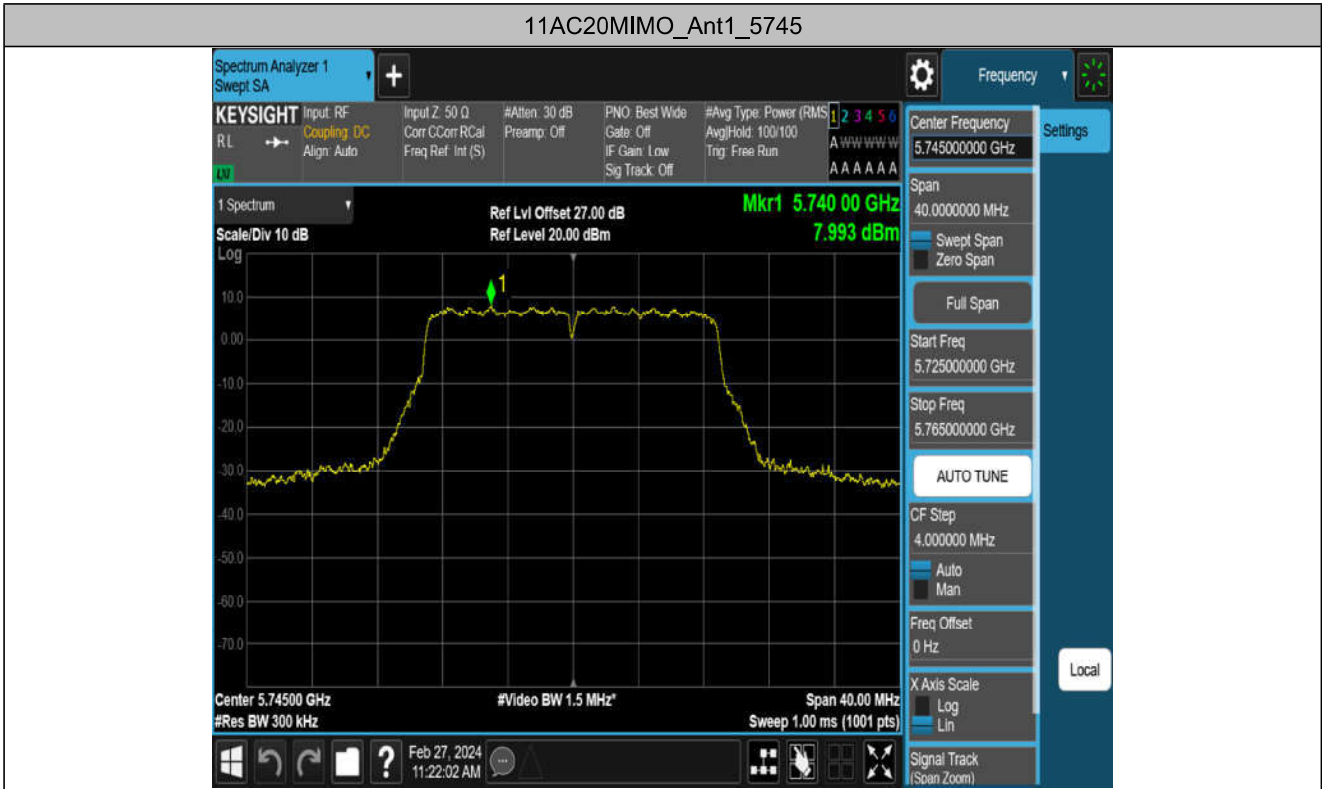 11AC20MIMO_Ant1_5745
Spectrum Analyzer 1
Swept SA
+
Frequency
KEYSIGHT
RL
LXI
Input: RF
Coupling: DC
Align: Auto
Input Z: 50 Ω
Corr CCorr RCal
Freq Ref: Int (S)
#Atten: 30 dB
Preamp: Off
PNO: Best Wide
Gate: Off
IF Gain: Low
Sig Track: Off
#Avg Type: Power (RMS
Avg|Hold: 100/100
Trig: Free Run
1 2 3 4 5 6
A W W W W W
A A A A A A
1 Spectrum
Scale/Div 10 dB
Log
Ref Lvl Offset 27.00 dB
Ref Level 20.00 dBm
Mkr1 5.740 00 GHz
7.993 dBm
1
10.0
0.00
-10.0
-20.0
-30.0
-40.0
-50.0
-60.0
-70.0
Center 5.74500 GHz
#Res BW 300 kHz
#Video BW 1.5 MHz*
Span 40.00 MHz
Sweep 1.00 ms (1001 pts)
Center Frequency
5.745000000 GHz
Settings
Span
40.0000000 MHz
Swept Span
Zero Span
Full Span
Start Freq
5.725000000 GHz
Stop Freq
5.765000000 GHz
AUTO TUNE
CF Step
4.000000 MHz
Auto
Man
Freq Offset
0 Hz
X Axis Scale
Log
Lin
Local
Signal Track
(Span Zoom)
?
Feb 27, 2024
11:22:02 AM